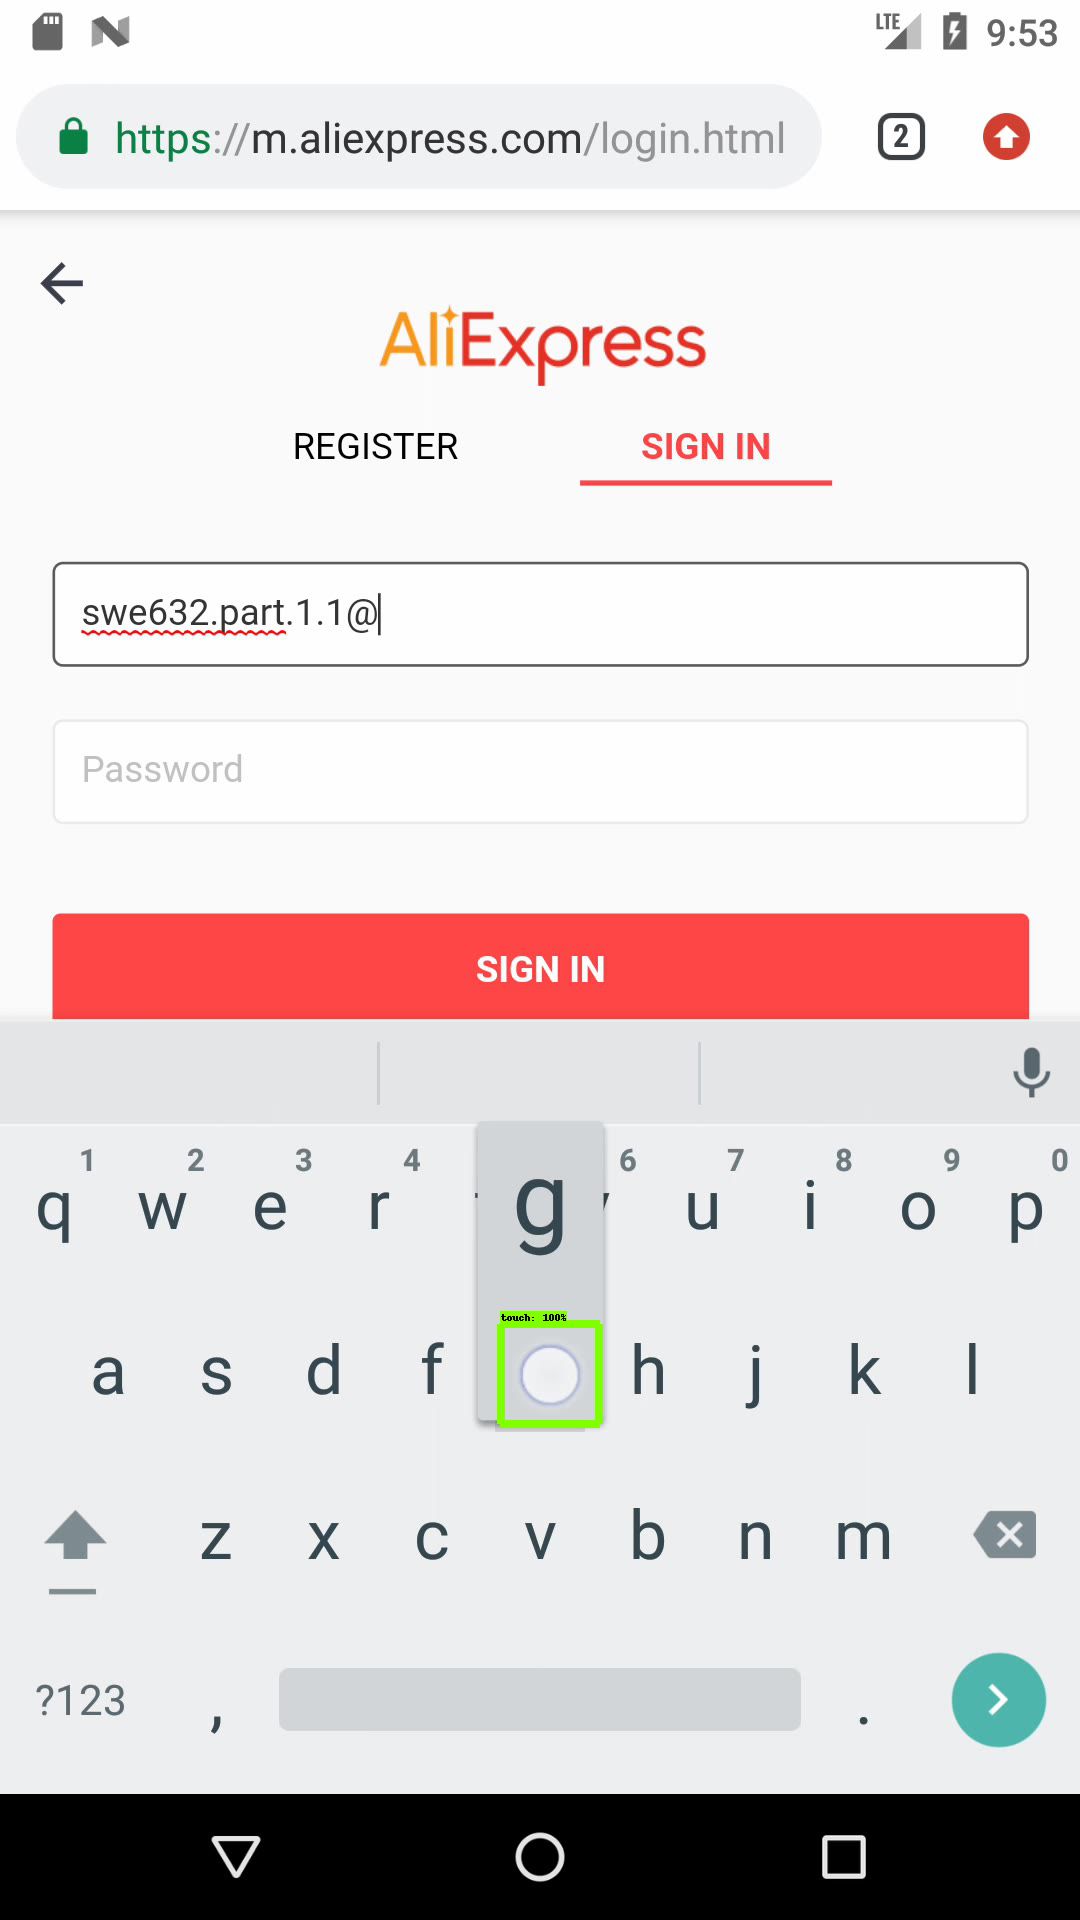 LTE 9:53
https://m.aliexpress.com/login.html 2
AliExpress
REGISTER SIGN IN
swe632.part.1.1@
Password
SIGN IN
1 2 3 4 6 7 8 9 0
q w e r g u i o p
touch: 100%
a s d f h j k l
z x c v b n m
?123 , .